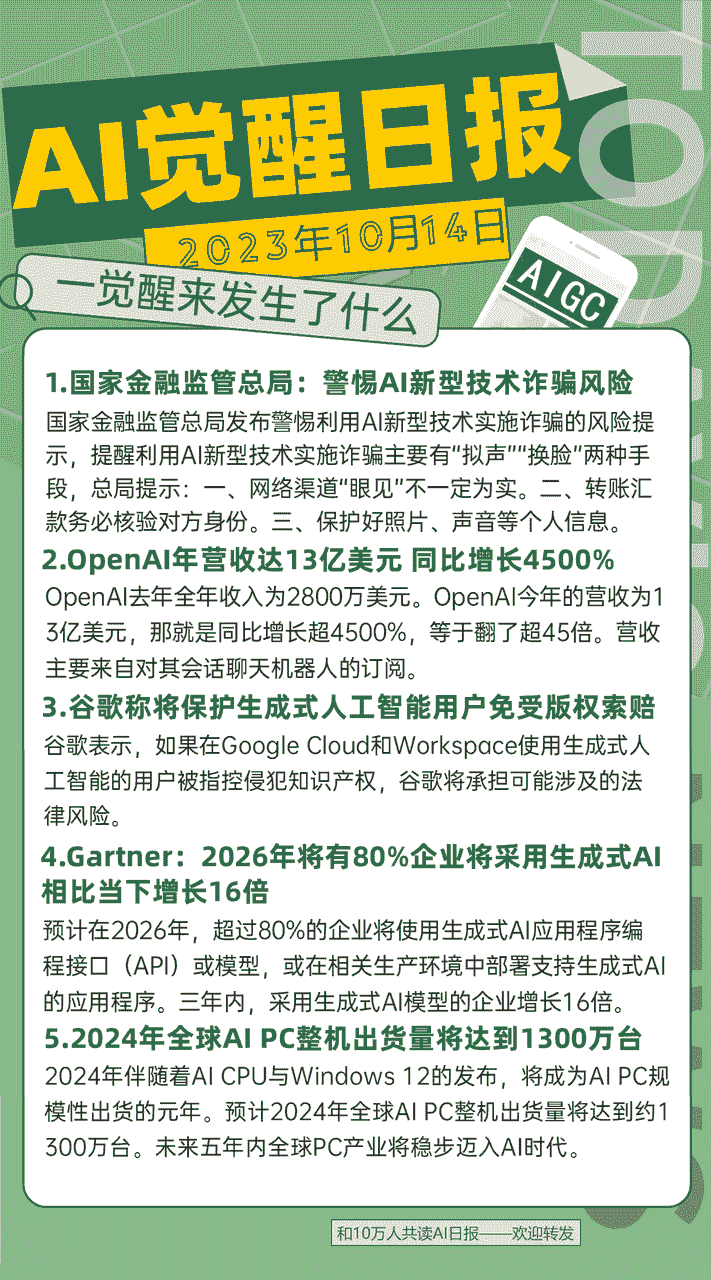 AI觉醒日报
2023年10月14日
AIGC
一觉醒来发生了什么
1.国家金融监管总局：警惕AI新型技术诈骗风险
国家金融监管总局发布警惕利用AI新型技术实施诈骗的风险提
示，提醒利用AI新型技术实施诈骗主要有“拟声”“换脸”两种手
段，总局提示：一、网络渠道“眼见”不一定为实。二、转账汇
款务必核验对方身份。三、保护好照片、声音等个人信息。
2.OpenAI年营收达13亿美元 同比增长4500%
OpenAI去年全年收入为2800万美元。OpenAI今年的营收为1
3亿美元，那就是同比增长超4500%，等于翻了超45倍。营收
主要来自对其会话聊天机器人的订阅。
3.谷歌称将保护生成式人工智能用户免受版权索赔
谷歌表示，如果在Google Cloud和Workspace使用生成式人
工智能的用户被指控侵犯知识产权，谷歌将承担可能涉及的法
律风险。
4.Gartner：2026年将有80%企业将采用生成式AI
相比当下增长16倍
预计在2026年，超过80%的企业将使用生成式AI应用程序编
程接口（API）或模型，或在相关生产环境中部署支持生成式AI
的应用程序。三年内，采用生成式AI模型的企业增长16倍。
5.2024年全球AI PC整机出货量将达到1300万台
2024年伴随着AI CPU与Windows 12的发布，将成为AI PC规
模性出货的元年。预计2024年全球AI PC整机出货量将达到约1
300万台。未来五年内全球PC产业将稳步迈入AI时代。
和10万人共读AI日报——欢迎转发